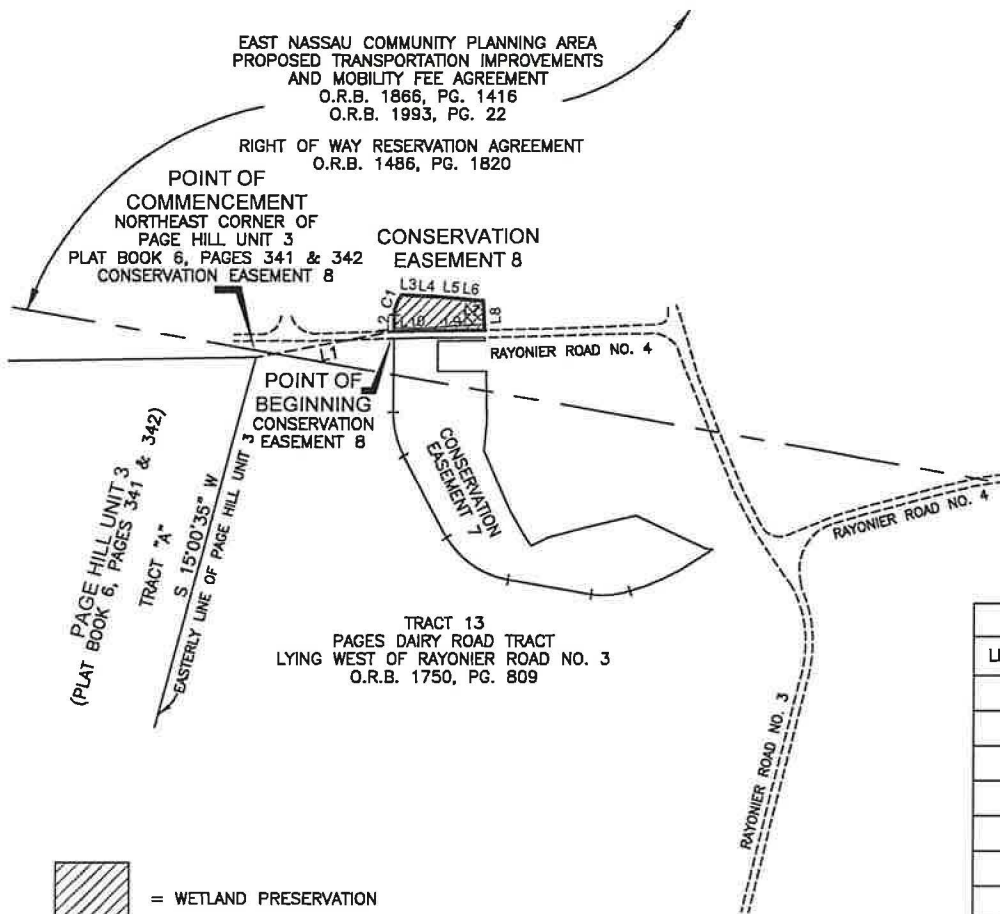 EAST NASSAU COMMUNITY PLANNING AREA
PROPOSED TRANSPORTATION IMPROVEMENTS
AND MOBILITY FEE AGREEMENT
O.R.B. 1866, PG. 1416
O.R.B. 1993, PG. 22
RIGHT OF WAY RESERVATION AGREEMENT
O.R.B. 1486, PG. 1820
POINT OF
COMMENCEMENT
NORTHEAST CORNER OF
PAGE HILL UNIT 3
PLAT BOOK 6, PAGES 341 & 342
CONSERVATION EASEMENT 8
CONSERVATION
EASEMENT 8
C1
L3L4 L5L6
L8
L10
L9
L1
RAYONIER ROAD NO. 4
POINT OF
BEGINNING
CONSERVATION
EASEMENT 8
CONSERVATION
EASEMENT 7
RAYONIER ROAD NO. 4
PAGE HILL UNIT 3
(PLAT BOOK 6, PAGES 341 & 342)
TRACT "A"
S 15°00'35" W
EASTERLY LINE OF PAGE HILL UNIT 3
TRACT 13
PAGES DAIRY ROAD TRACT
LYING WEST OF RAYONIER ROAD NO. 3
O.R.B. 1750, PG. 809
RAYONIER ROAD NO. 3
= WETLAND PRESERVATION